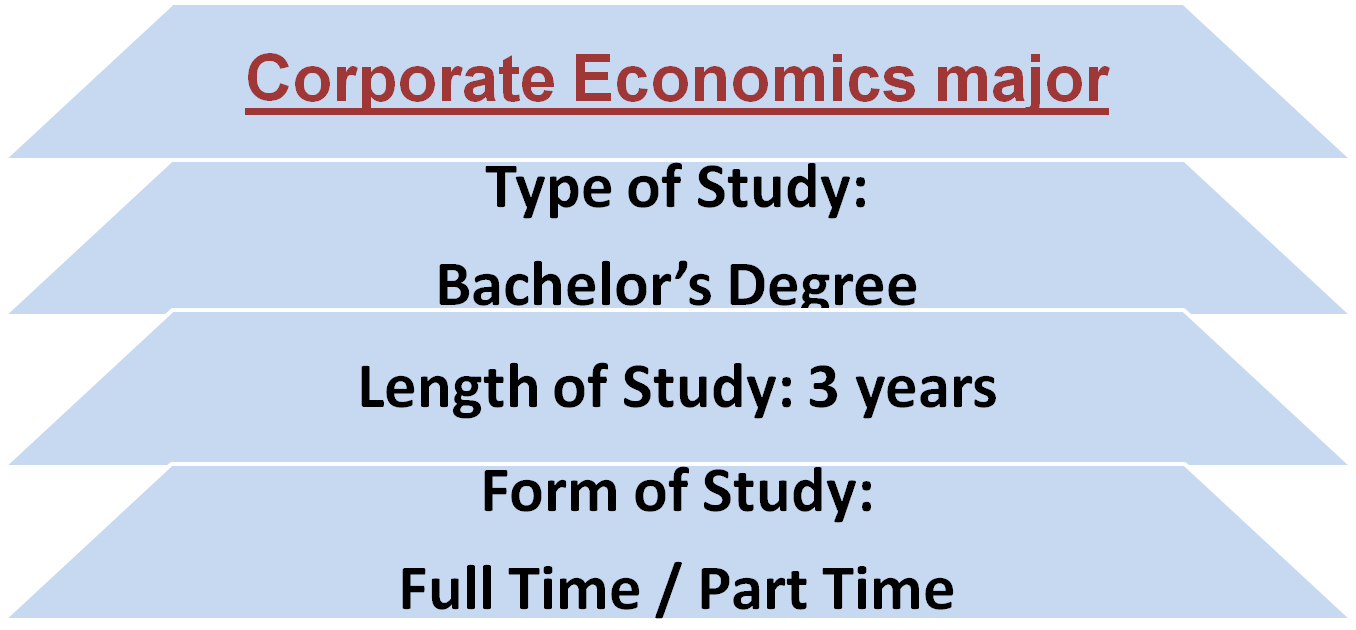 Corporate Economics major
Type of Study:
Bachelor’s Degree
Length of Study: 3 years
Form of Study:
Full Time / Part Time